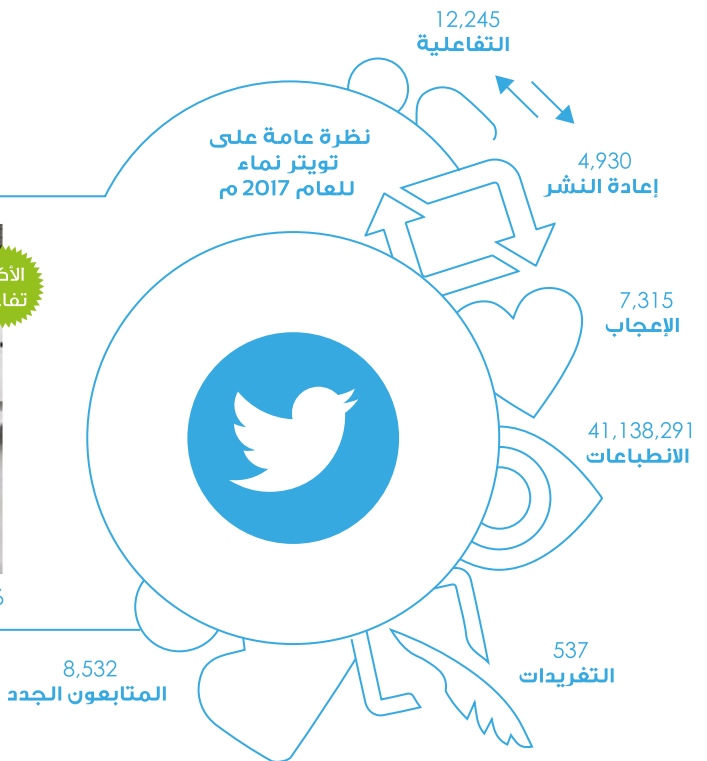 12,245
التفاعلية
نظرة عامة على
تويتر نماء
للعام 2017 م
4,930
إعادة النشر
7,315
الإعجاب
41,138,291
الانطباعات
537
التفريدات
8,532
المتابعون الجدد